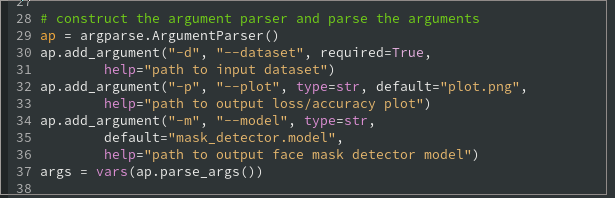 27
28 # construct the argument parser and parse the arguments
29 ap = argparse.ArgumentParser()
30 ap.add_argument("-d", "--dataset", required=True,
31         help="path to input dataset")
32 ap.add_argument("-p", "--plot", type=str, default="plot.png",
33         help="path to output loss/accuracy plot")
34 ap.add_argument("-m", "--model", type=str,
35         default="mask_detector.model",
36         help="path to output face mask detector model")
37 args = vars(ap.parse_args())
38